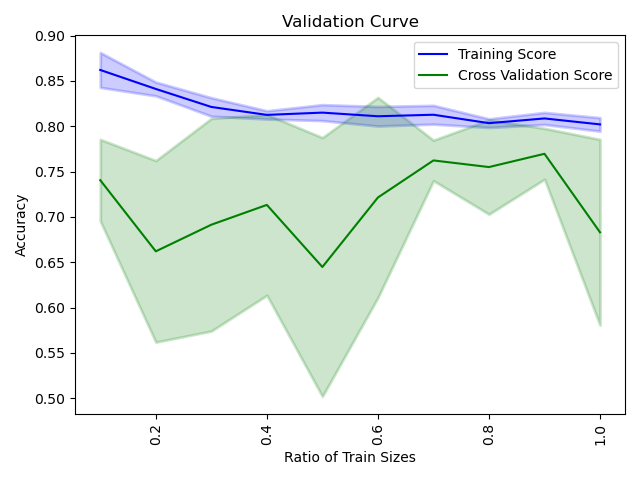 Validation Curve
Training Score
Cross Validation Score
Accuracy
0.90
0.85
0.80
0.75
0.70
0.65
0.60
0.55
0.50
0.2
0.4
0.6
0.8
1.0
Ratio of Train Sizes